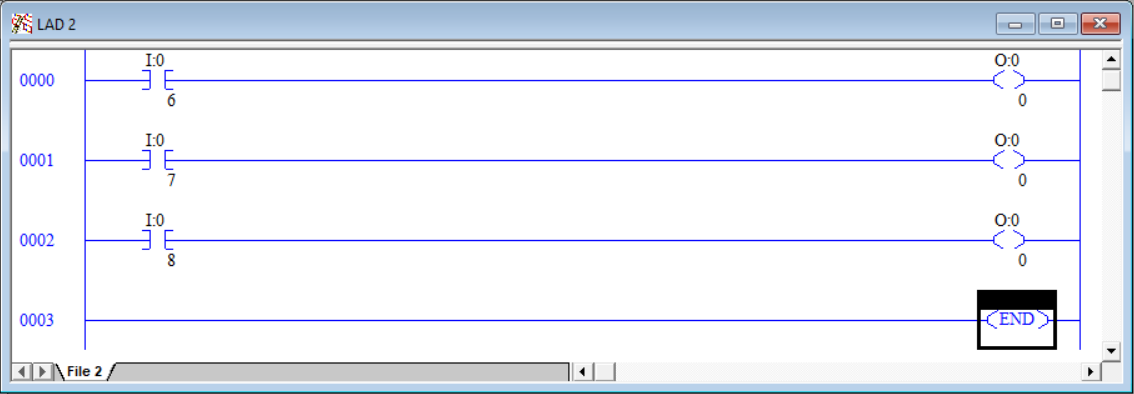 LAD 2
I:0 O:0
0000
6 0
I:0 O:0
0001
7 0
I:0 O:0
0002
8 0
0003 END
File 2